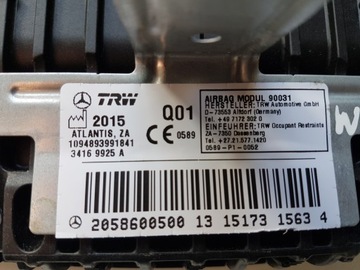 TRW
2015
Q01
ATLANTIS, ZA
0589
1094893991841
3416 9925 A
AIRBAG MODUL 90031
HERSTELLER: TRW Automotive GmbH
D-73553 Alfdorf (Germany)
Tel. +49 7172 302 0
EINFUEHRER: TRW Occupant Restraints
ZA-7350 Dassenberg
Tel. +27.21.577.1420
0589-P1-0052
2058600500 13 15173 1563 4
W